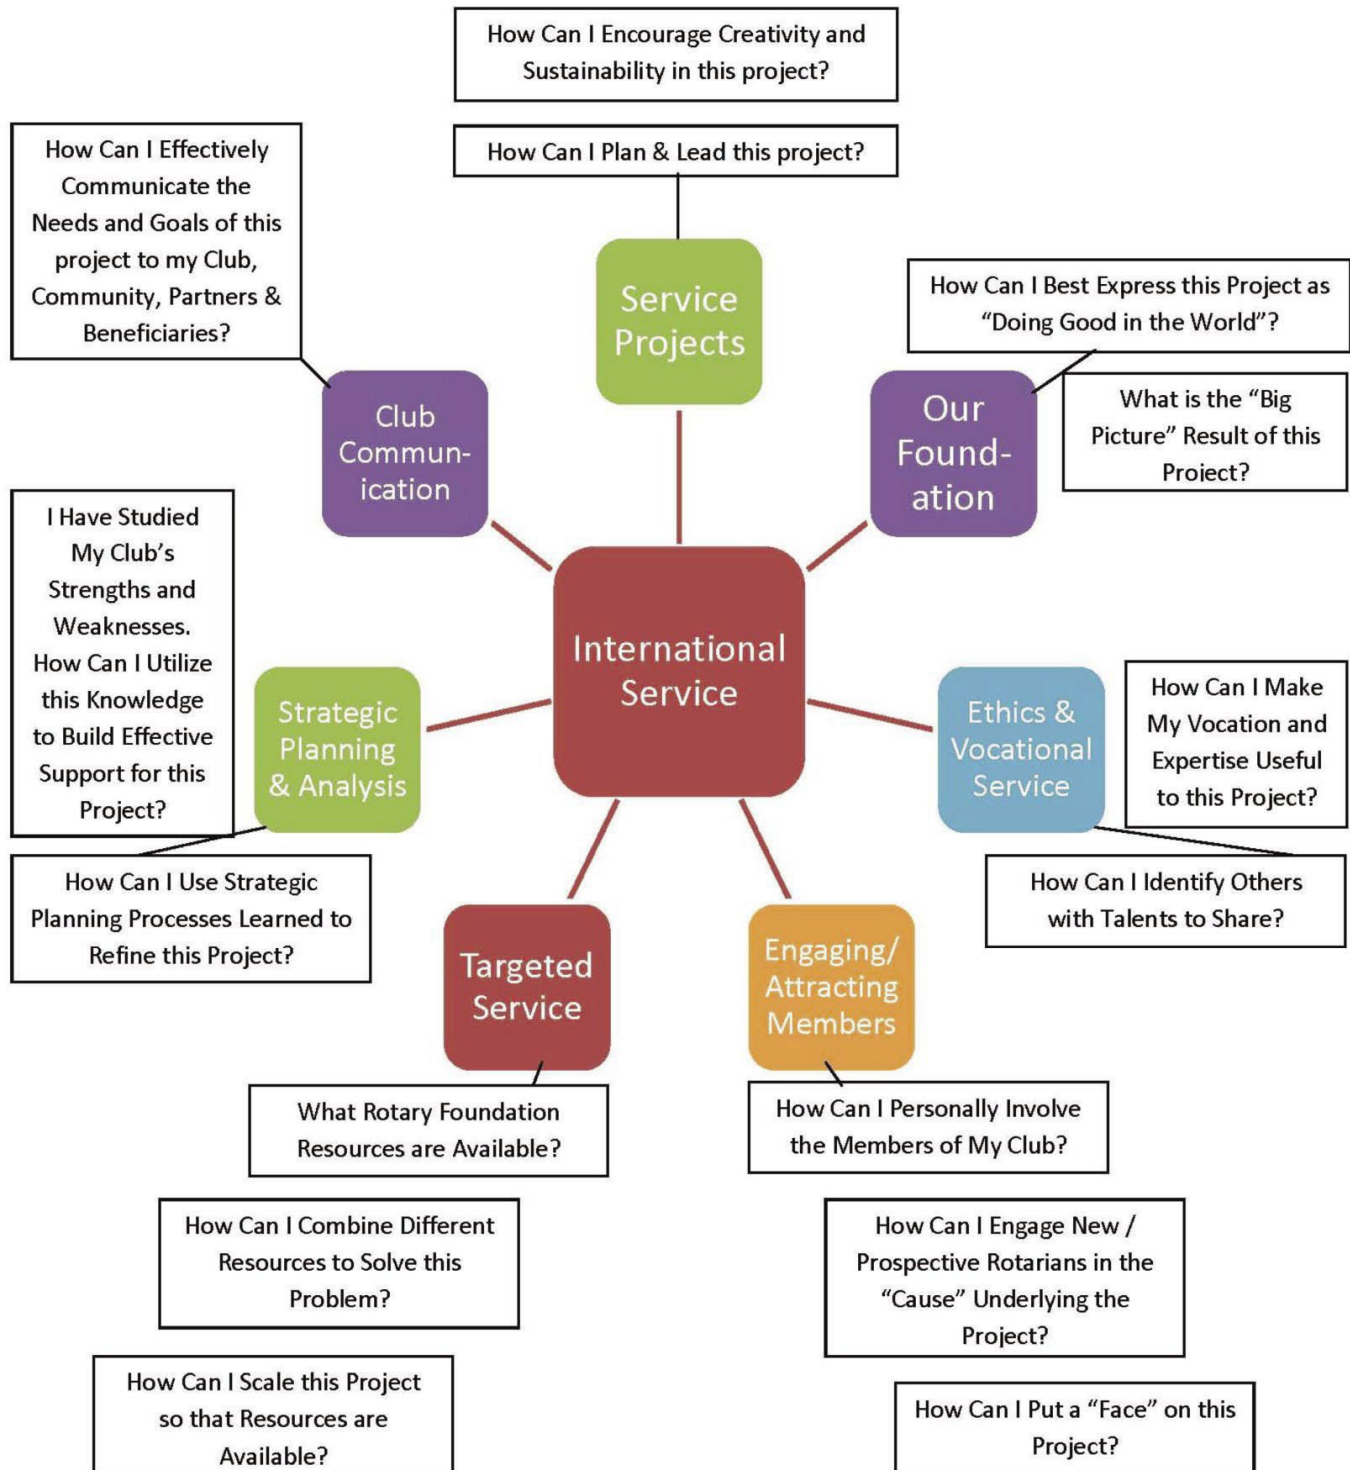 How Can I Encourage Creativity and
Sustainability in this project?
How Can I Plan & Lead this project?
How Can I Effectively
Communicate the
Needs and Goals of this
project to my Club,
Community, Partners &
Beneficiaries?
Service
Projects
How Can I Best Express this Project as
“Doing Good in the World”?
What is the “Big
Picture” Result of this
Project?
Club
Commun-
ication
Our
Found-
ation
I Have Studied
My Club’s
Strengths and
Weaknesses.
How Can I Utilize
this Knowledge
to Build Effective
Support for this
Project?
International
Service
Strategic
Planning
& Analysis
Ethics &
Vocational
Service
How Can I Make
My Vocation and
Expertise Useful
to this Project?
How Can I Use Strategic
Planning Processes Learned to
Refine this Project?
How Can I Identify Others
with Talents to Share?
Targeted
Service
Engaging/
Attracting
Members
What Rotary Foundation
Resources are Available?
How Can I Personally Involve
the Members of My Club?
How Can I Combine Different
Resources to Solve this
Problem?
How Can I Engage New /
Prospective Rotarians in the
“Cause” Underlying the
Project?
How Can I Scale this Project
so that Resources are
Available?
How Can I Put a “Face” on this
Project?